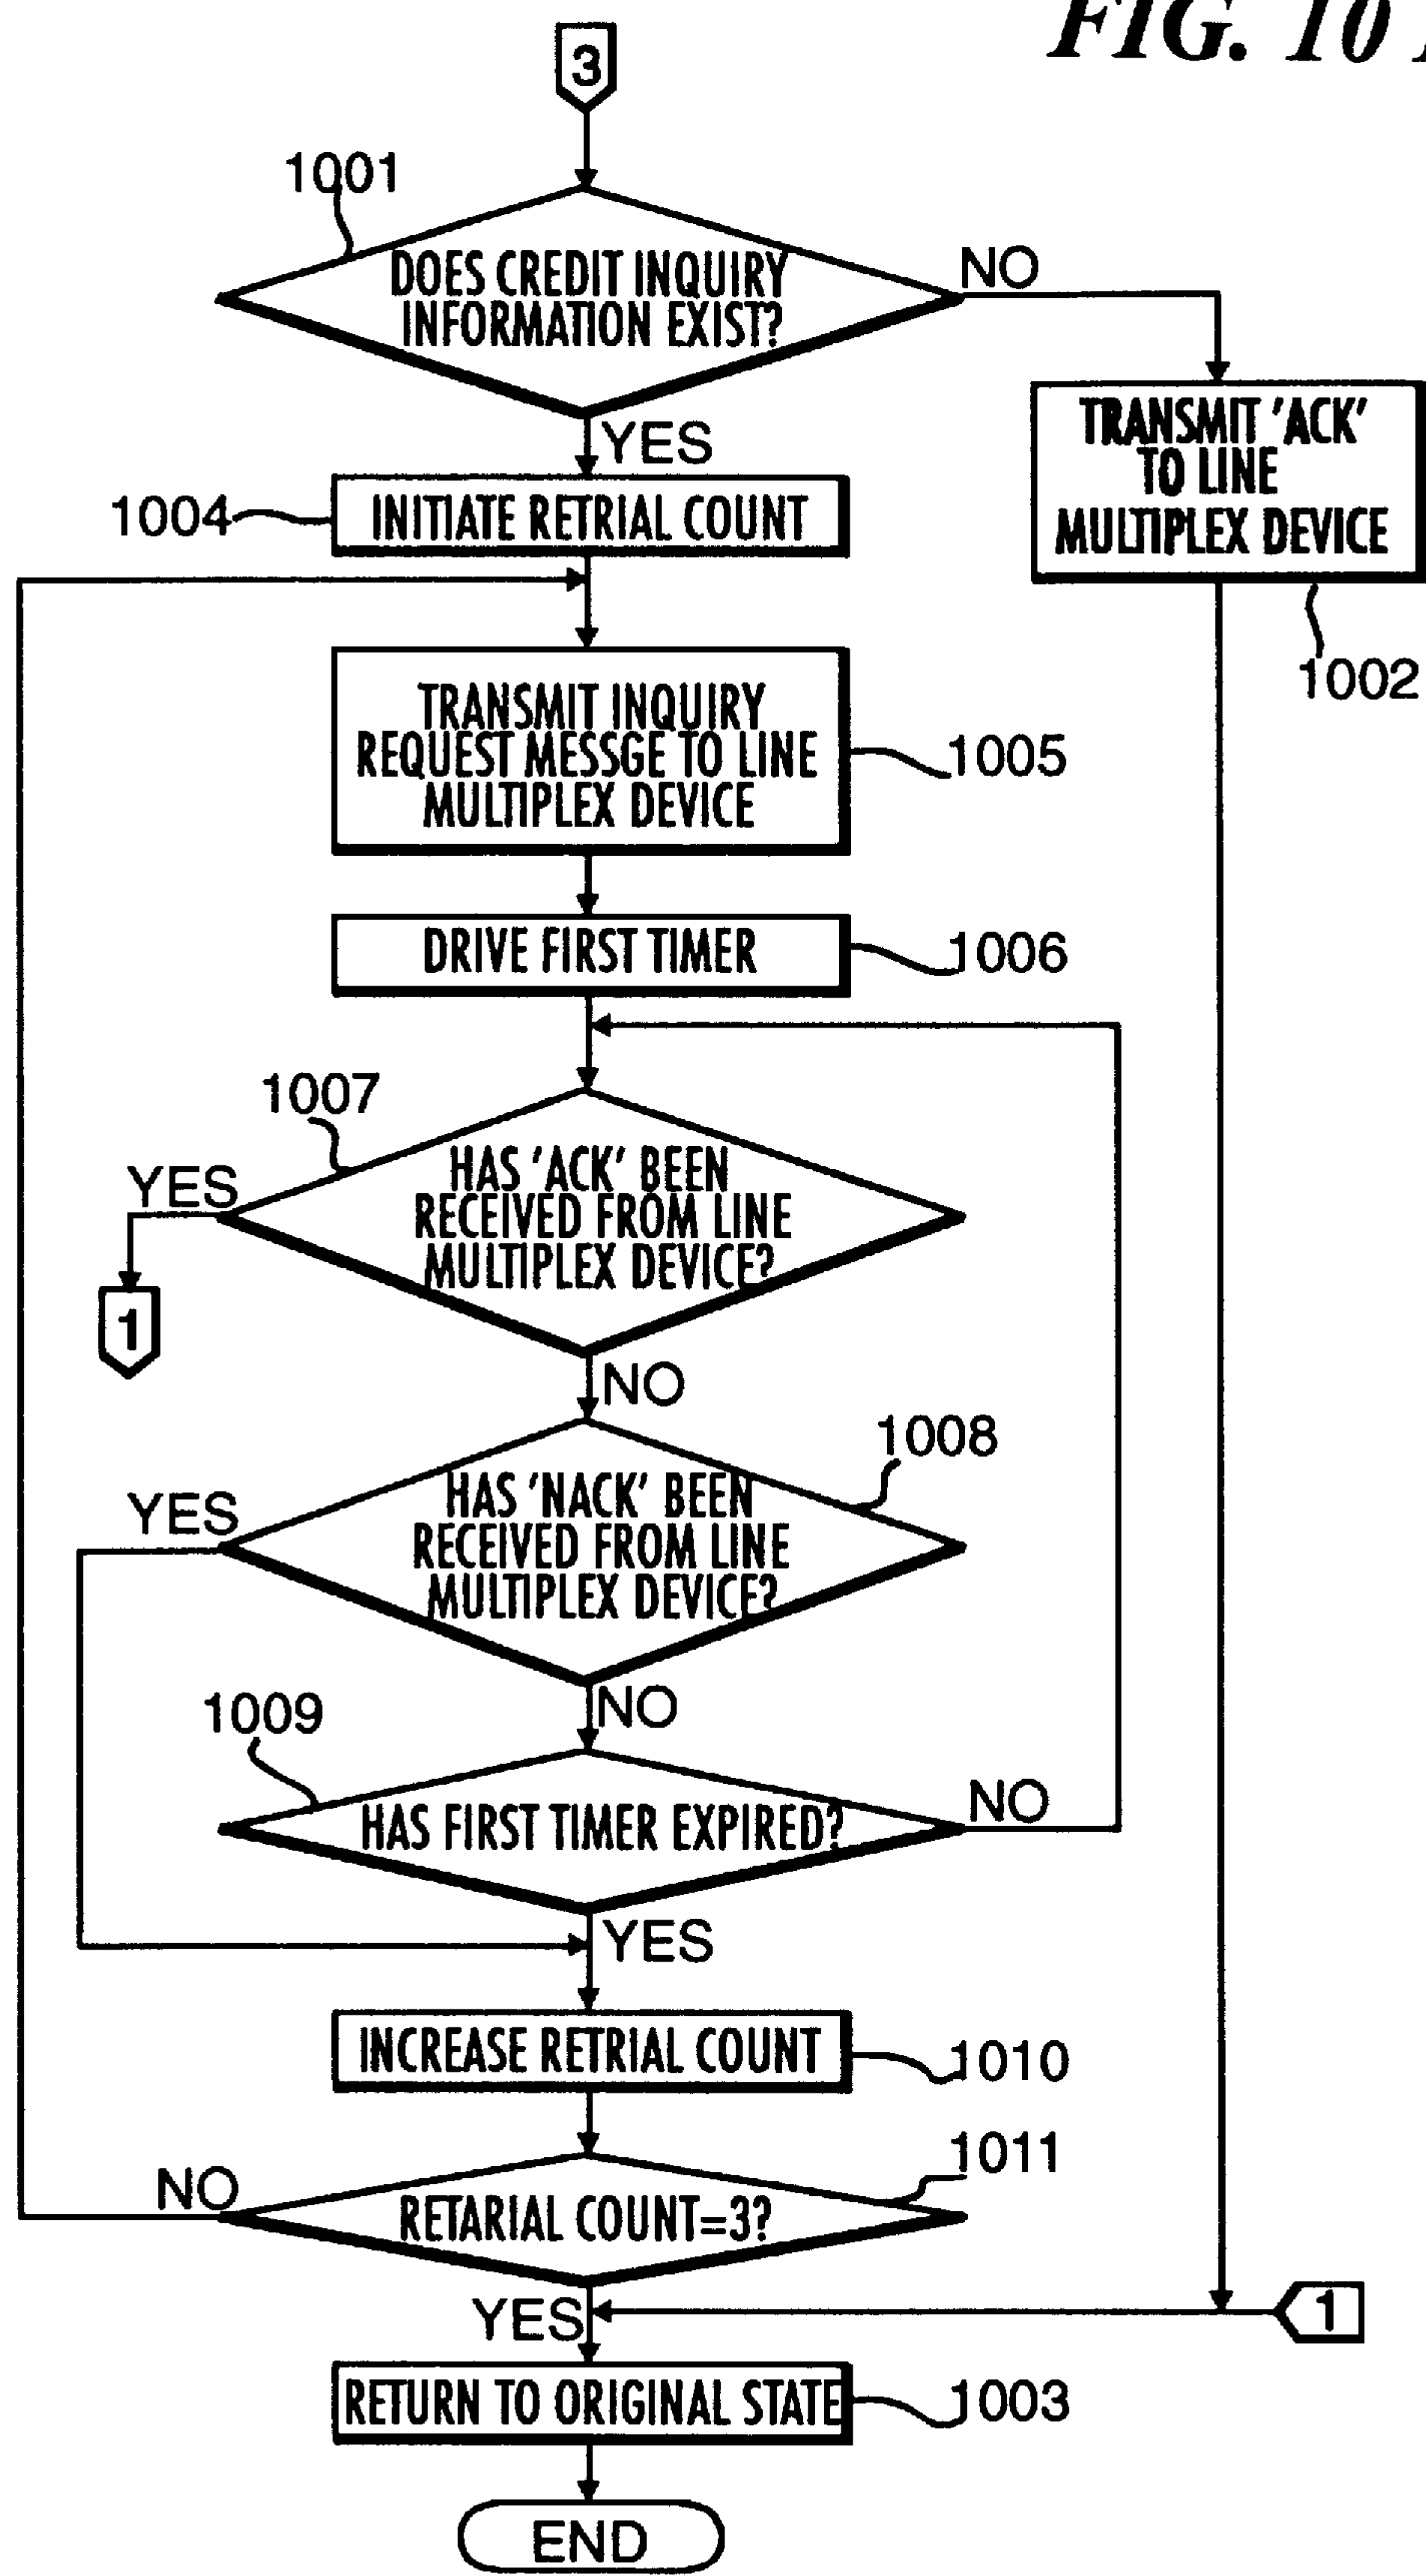 FIG. 10
3
1001
DOES CREDIT INQUIRY
INFORMATION EXIST?
NO
YES
TRANSMIT 'ACK'
TO LINE
MULTIPLEX DEVICE
1002
1004
INITIATE RETRIAL COUNT
TRANSMIT INQUIRY
REQUEST MESSGE TO LINE
MULTIPLEX DEVICE
1005
DRIVE FIRST TIMER
1006
1007
HAS 'ACK' BEEN
RECEIVED FROM LINE
MULTIPLEX DEVICE?
YES
1
NO
1008
HAS 'NACK' BEEN
RECEIVED FROM LINE
MULTIPLEX DEVICE?
YES
NO
1009
HAS FIRST TIMER EXPIRED?
NO
YES
INCREASE RETRIAL COUNT
1010
1011
RETARIAL COUNT=3?
NO
YES
1
RETURN TO ORIGINAL STATE
1003
END